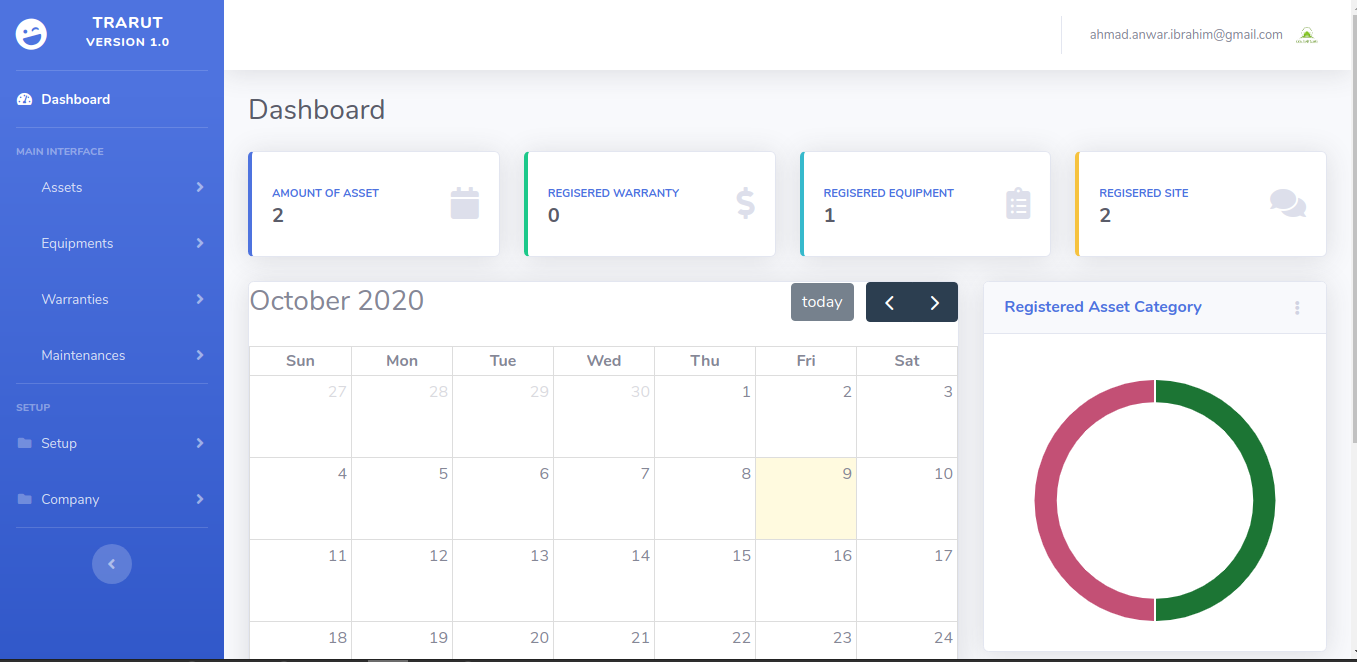 TRARUT
VERSION 1.0
ahmad.anwar.ibrahim@gmail.com
Dashboard
MAIN INTERFACE
Assets
Equipments
Warranties
Maintenances
SETUP
Setup
Company
Dashboard
AMOUNT OF ASSET
2
REGISERED WARRANTY
0
REGISERED EQUIPMENT
1
REGISERED SITE
2
October 2020
today
Sun Mon Tue Wed Thu Fri Sat
27 28 29 30 1 2 3
4 5 6 7 8 9 10
11 12 13 14 15 16 17
18 19 20 21 22 23 24
Registered Asset Category